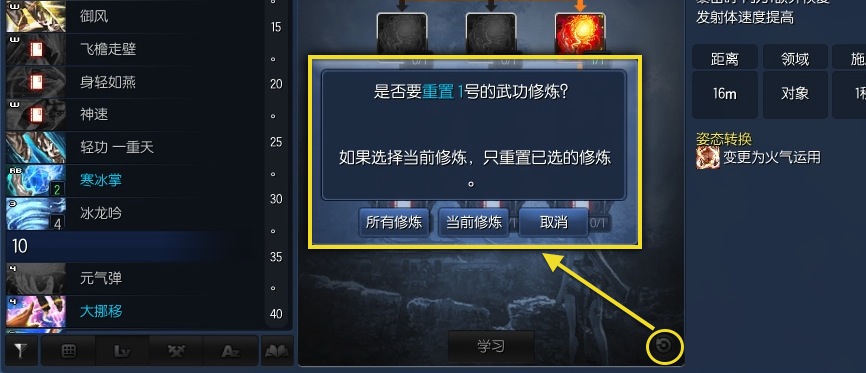 W
御风
W
飞檐走壁
W
身轻如燕
W
神速
轻功 一重天
RB
寒冰掌
2
3
冰龙吟
4
10
4
元气弹
4
大挪移
Lv
Az
15
20
25
30
35
40
0/1
0/1
1/1
是否要重置 1号的武功修炼?
如果选择当前修炼，只重置已选的修炼
。
所有修炼
当前修炼
取消
0/1
学习
发射体速度提高
距离
领域
16m
对象
姿态转换
变更为火气运用